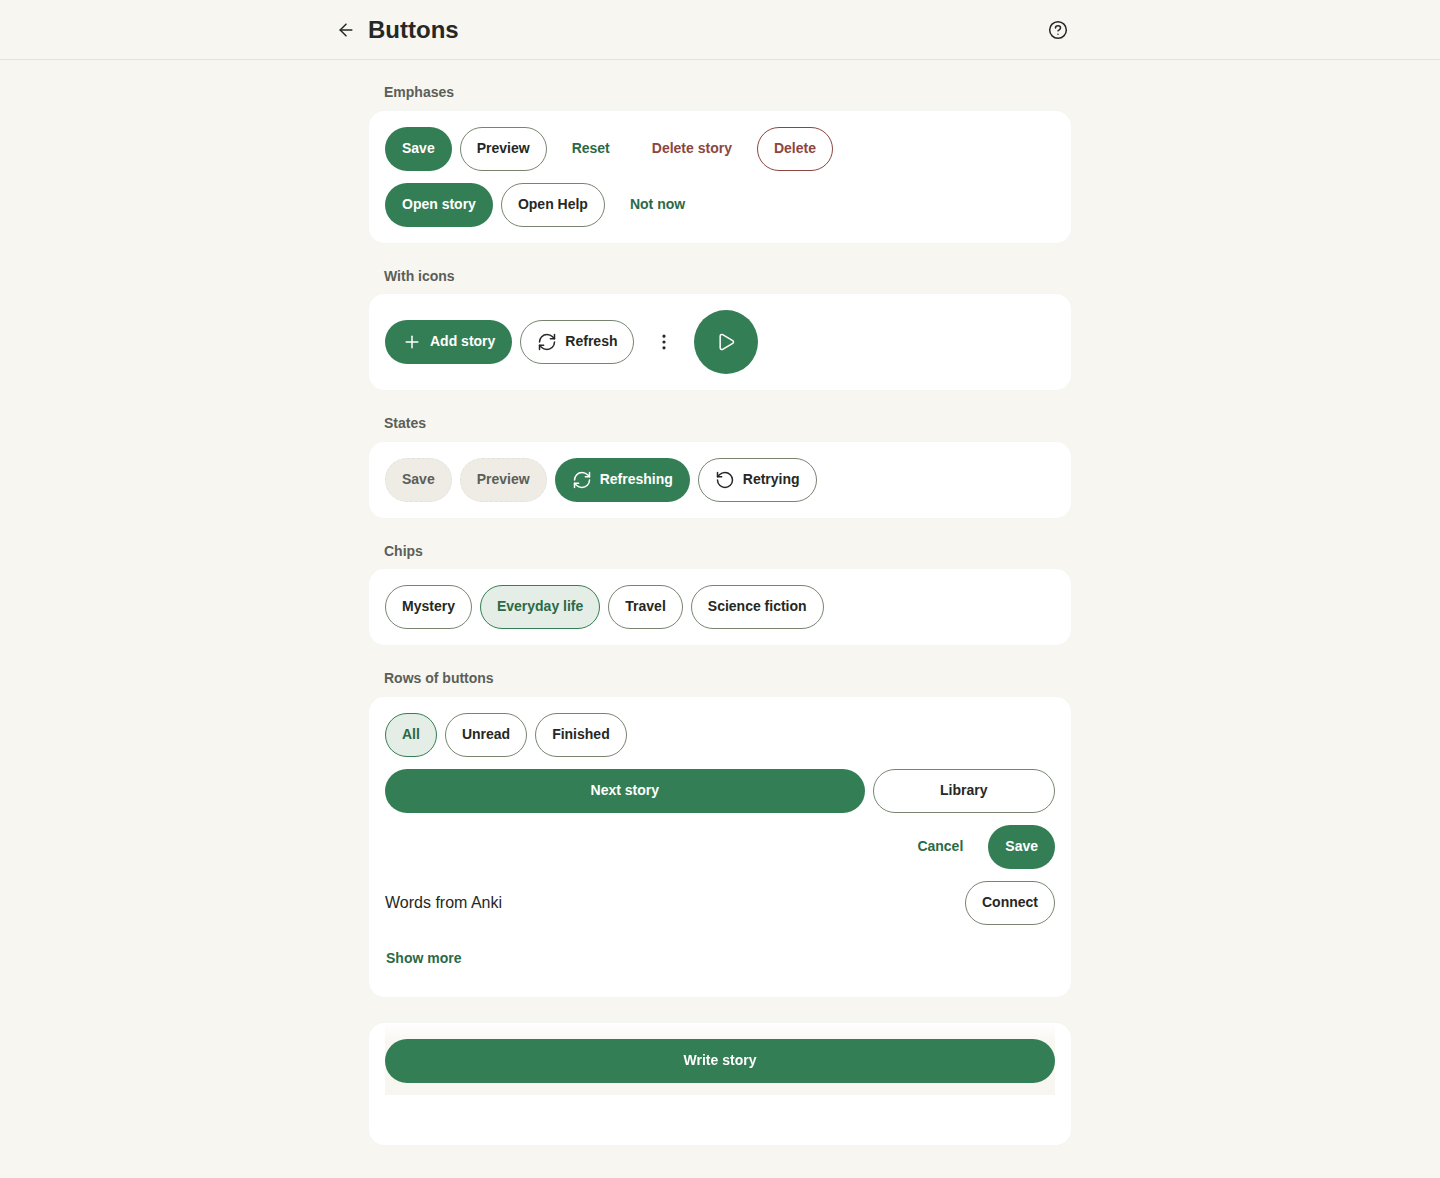 Buttons
Emphases
Save Preview Reset Delete story Delete
Open story Open Help Not now
With icons
Add story Refresh
States
Save Preview Refreshing Retrying
Chips
Mystery Everyday life Travel Science fiction
Rows of buttons
All Unread Finished
Next story Library
Cancel Save
Words from Anki Connect
Show more
Write story